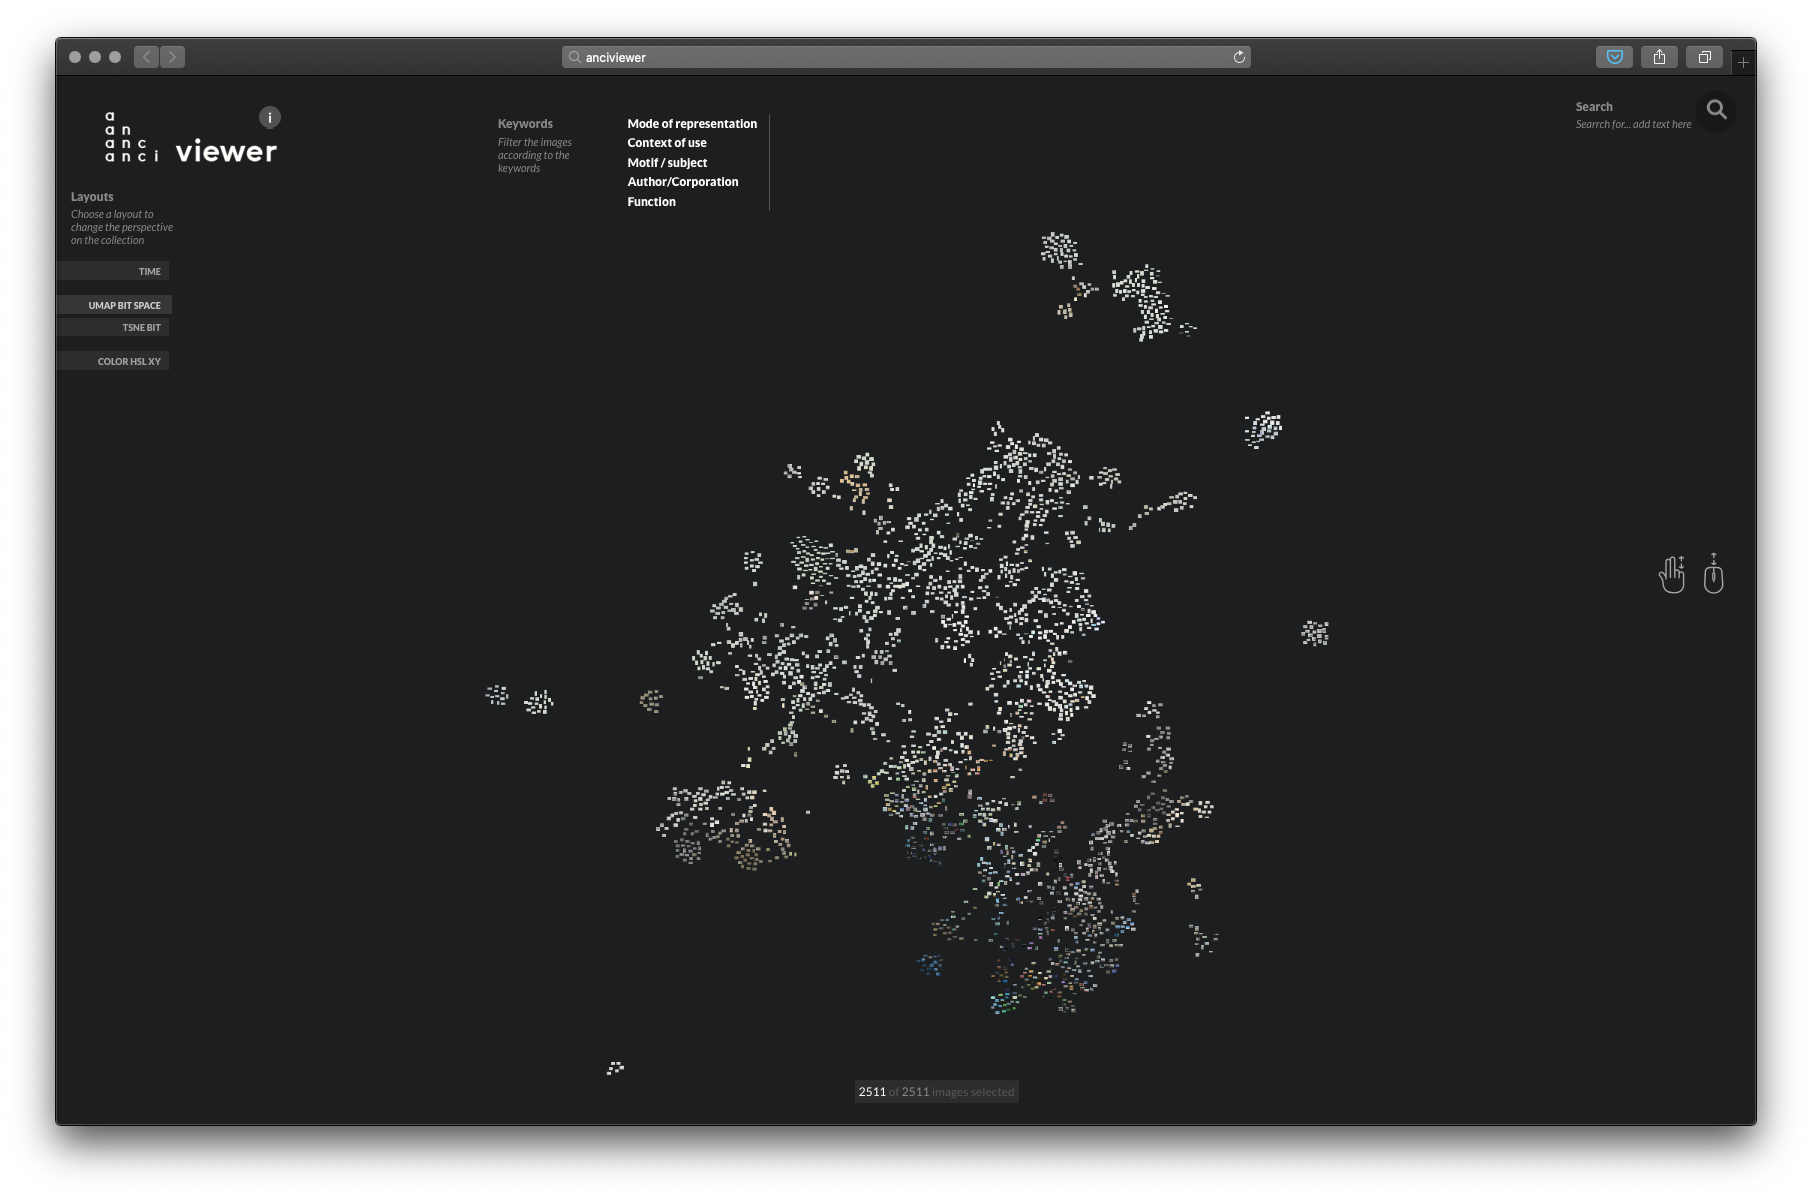 anciviewer
a
a n
a n c
a n c i viewer
i
Keywords
Filter the images
according to the
keywords
Mode of representation
Context of use
Motif / subject
Author/Corporation
Function
Search
Searrch for... add text here
Layouts
Choose a layout to
change the perspective
on the collection
TIME
UMAP BIT SPACE
TSNE BIT
COLOR HSL XY
2511 of 2511 images selected